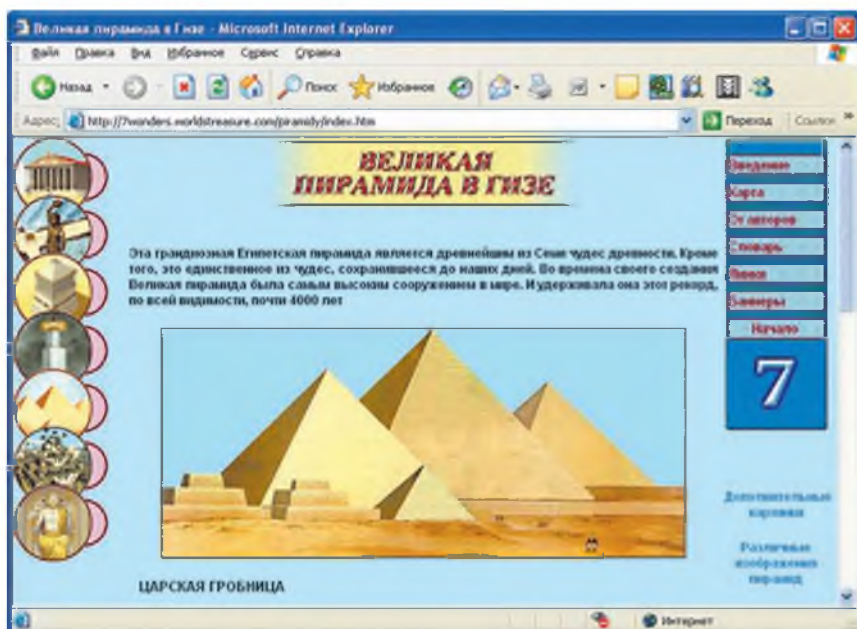 Великая пирамида в Гизе - Microsoft Internet Explorer
Файл Правка Вид Избранное Сервис Справка
Назад Поиск Избранное
Адрес: http://7wonders.worldstreasure.com/piramidy/index.htm Переход Ссылки
ВЕЛИКАЯ
ПИРАМИДА В ГИЗЕ
Эта грандиозная Египетская пирамида является древнейшим из Семи чудес древности. Кроме
того, это единственное из чудес, сохранившееся до наших дней. Во времена своего создания
Великая пирамида была самым высоким сооружением в мире. И удерживала она этот рекорд,
по всей видимости, почти 4000 лет
ЦАРСКАЯ ГРОБНИЦА
Введение
Карта
От авторов
Словарь
Линки
Баннеры
Начало
7
Дополнительные
картинки
Различные
изображения
пирамид
Интернет